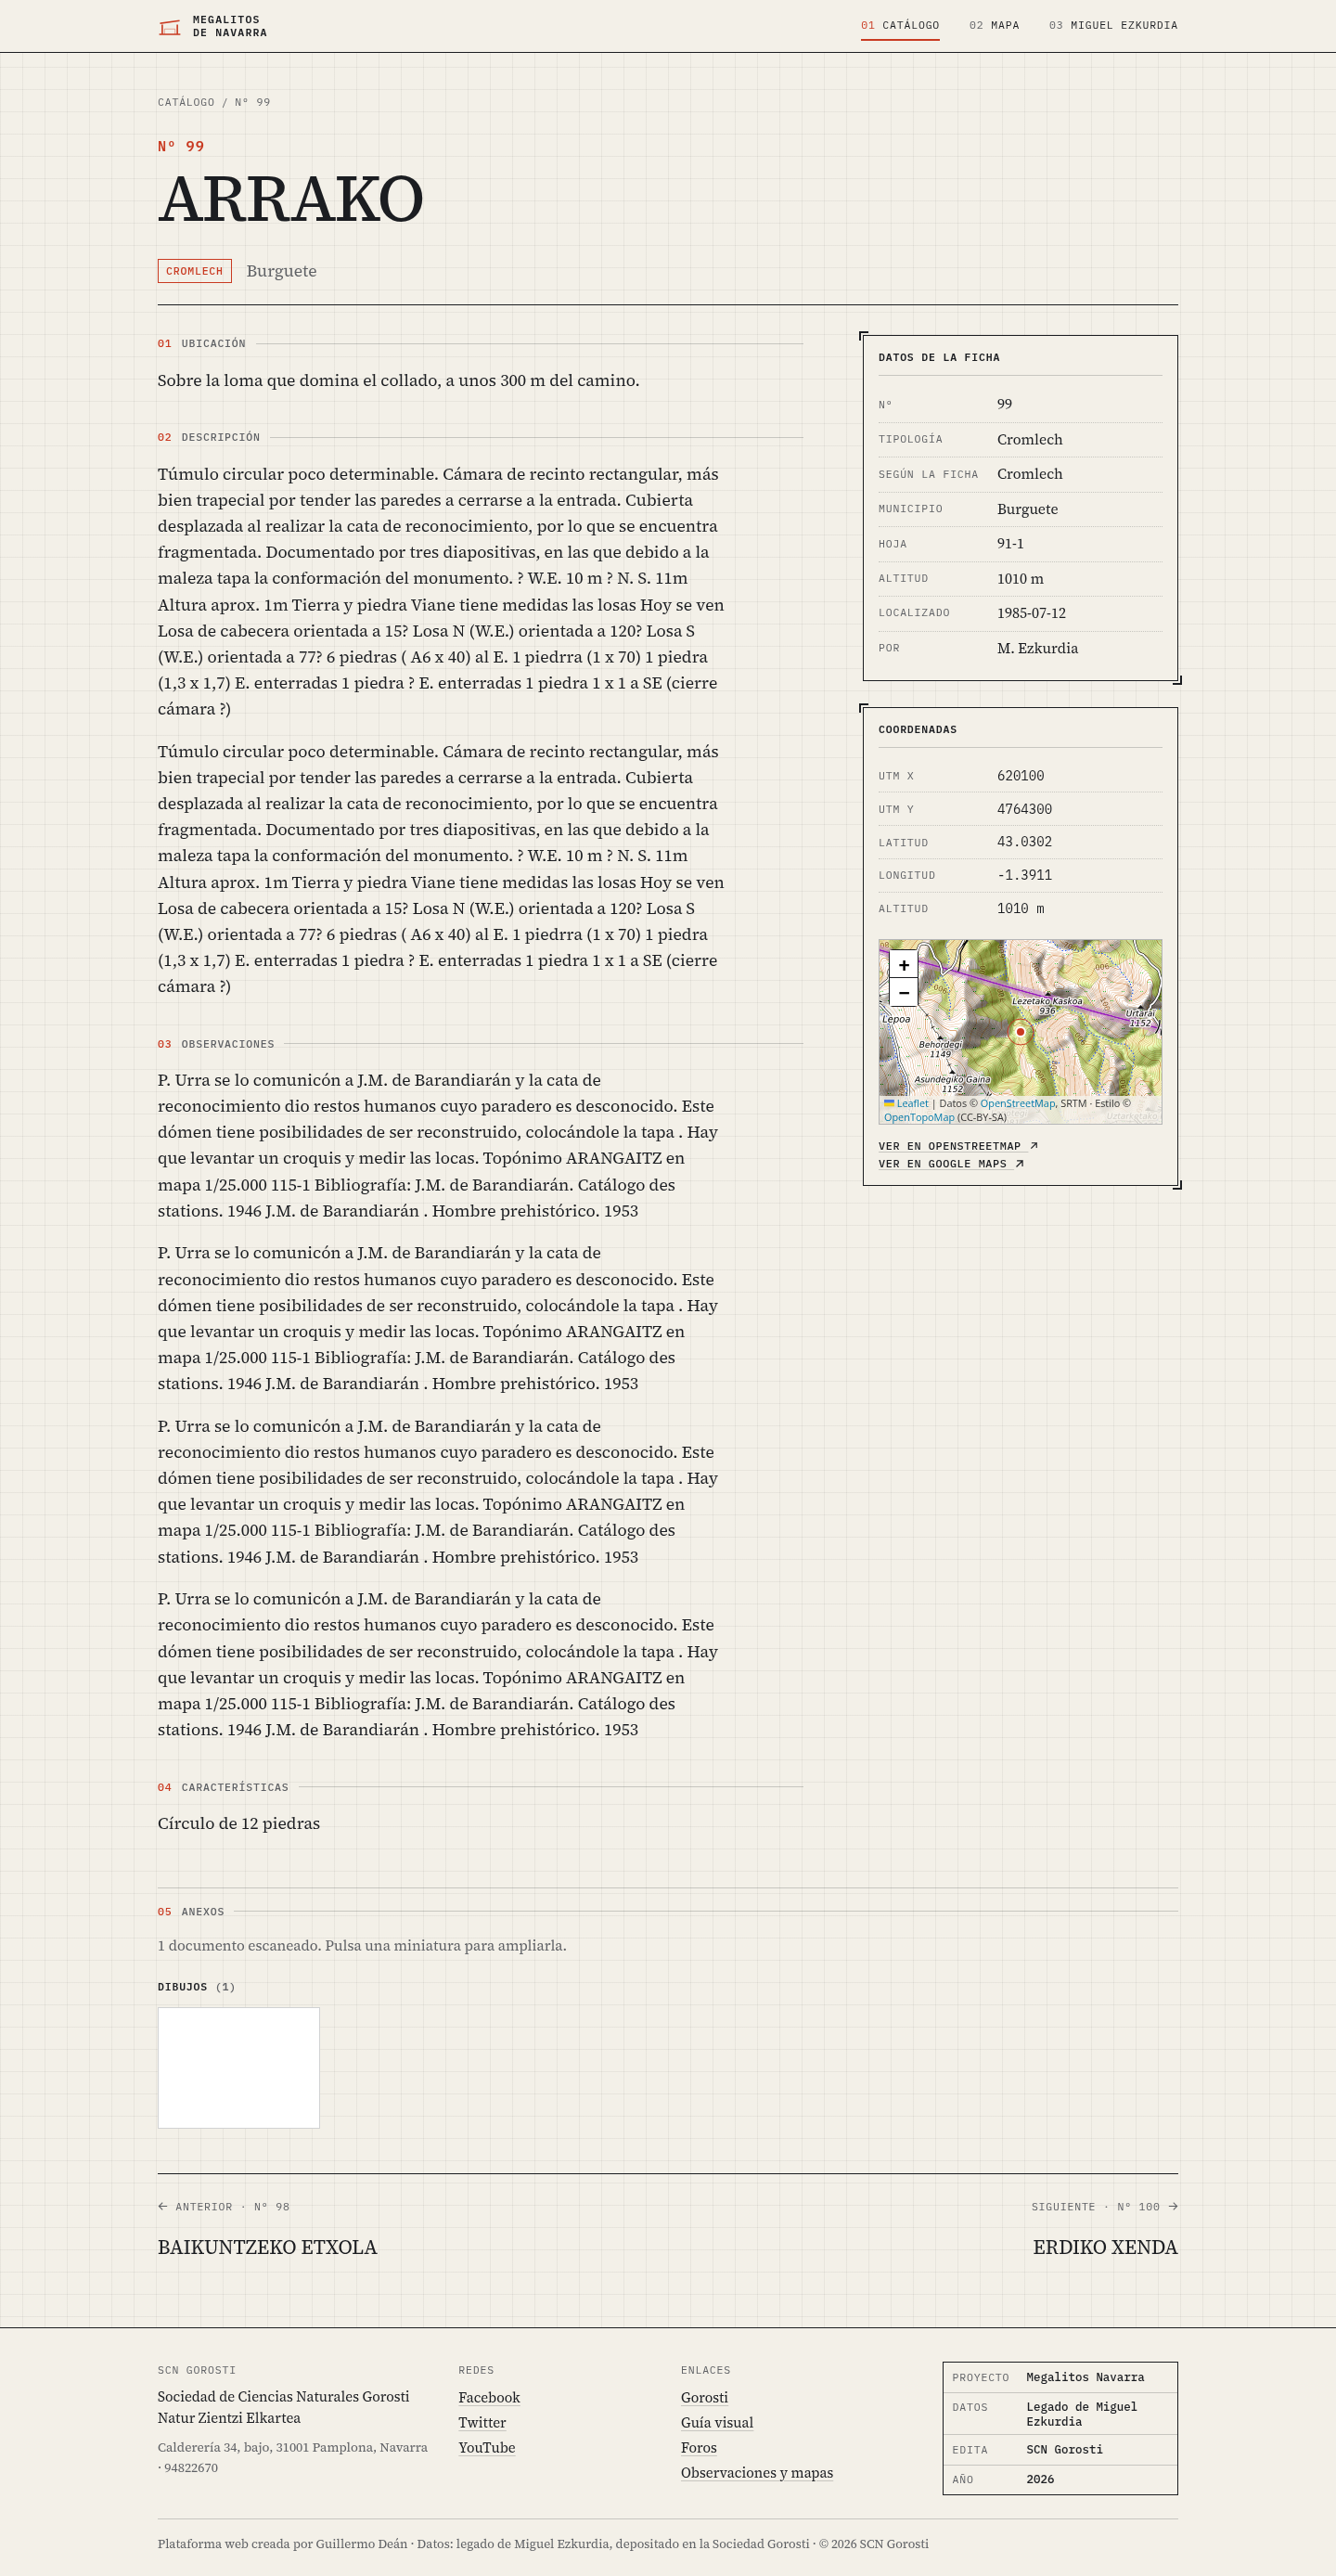 MEGALITOS
DE NAVARRA
01 CATÁLOGO
02 MAPA
03 MIGUEL EZKURDIA
CATÁLOGO / Nº 99
Nº 99
ARRAKO
CROMLECH
Burguete
01 UBICACIÓN
Sobre la loma que domina el collado, a unos 300 m del camino.
02 DESCRIPCIÓN
Túmulo circular poco determinable. Cámara de recinto rectangular, más
bien trapecial por tender las paredes a cerrarse a la entrada. Cubierta
desplazada al realizar la cata de reconocimiento, por lo que se encuentra
fragmentada. Documentado por tres diapositivas, en las que debido a la
maleza tapa la conformación del monumento. ? W.E. 10 m ? N. S. 11m
Altura aprox. 1m Tierra y piedra Viane tiene medidas las losas Hoy se ven
Losa de cabecera orientada a 15? Losa N (W.E.) orientada a 120? Losa S
(W.E.) orientada a 77? 6 piedras ( A6 x 40) al E. 1 piedrra (1 x 70) 1 piedra
(1,3 x 1,7) E. enterradas 1 piedra ? E. enterradas 1 piedra 1 x 1 a SE (cierre
cámara ?)
Túmulo circular poco determinable. Cámara de recinto rectangular, más
bien trapecial por tender las paredes a cerrarse a la entrada. Cubierta
desplazada al realizar la cata de reconocimiento, por lo que se encuentra
fragmentada. Documentado por tres diapositivas, en las que debido a la
maleza tapa la conformación del monumento. ? W.E. 10 m ? N. S. 11m
Altura aprox. 1m Tierra y piedra Viane tiene medidas las losas Hoy se ven
Losa de cabecera orientada a 15? Losa N (W.E.) orientada a 120? Losa S
(W.E.) orientada a 77? 6 piedras ( A6 x 40) al E. 1 piedrra (1 x 70) 1 piedra
(1,3 x 1,7) E. enterradas 1 piedra ? E. enterradas 1 piedra 1 x 1 a SE (cierre
cámara ?)
03 OBSERVACIONES
P. Urra se lo comunicón a J.M. de Barandiarán y la cata de
reconocimiento dio restos humanos cuyo paradero es desconocido. Este
dómen tiene posibilidades de ser reconstruido, colocándole la tapa . Hay
que levantar un croquis y medir las locas. Topónimo ARANGAITZ en
mapa 1/25.000 115-1 Bibliografía: J.M. de Barandiarán. Catálogo des
stations. 1946 J.M. de Barandiarán . Hombre prehistórico. 1953
P. Urra se lo comunicón a J.M. de Barandiarán y la cata de
reconocimiento dio restos humanos cuyo paradero es desconocido. Este
dómen tiene posibilidades de ser reconstruido, colocándole la tapa . Hay
que levantar un croquis y medir las locas. Topónimo ARANGAITZ en
mapa 1/25.000 115-1 Bibliografía: J.M. de Barandiarán. Catálogo des
stations. 1946 J.M. de Barandiarán . Hombre prehistórico. 1953
P. Urra se lo comunicón a J.M. de Barandiarán y la cata de
reconocimiento dio restos humanos cuyo paradero es desconocido. Este
dómen tiene posibilidades de ser reconstruido, colocándole la tapa . Hay
que levantar un croquis y medir las locas. Topónimo ARANGAITZ en
mapa 1/25.000 115-1 Bibliografía: J.M. de Barandiarán. Catálogo des
stations. 1946 J.M. de Barandiarán . Hombre prehistórico. 1953
P. Urra se lo comunicón a J.M. de Barandiarán y la cata de
reconocimiento dio restos humanos cuyo paradero es desconocido. Este
dómen tiene posibilidades de ser reconstruido, colocándole la tapa . Hay
que levantar un croquis y medir las locas. Topónimo ARANGAITZ en
mapa 1/25.000 115-1 Bibliografía: J.M. de Barandiarán. Catálogo des
stations. 1946 J.M. de Barandiarán . Hombre prehistórico. 1953
04 CARACTERÍSTICAS
Círculo de 12 piedras
DATOS DE LA FICHA
Nº 99
TIPOLOGÍA Cromlech
SEGÚN LA FICHA Cromlech
MUNICIPIO Burguete
HOJA 91-1
ALTITUD 1010 m
LOCALIZADO 1985-07-12
POR M. Ezkurdia
COORDENADAS
UTM X 620100
UTM Y 4764300
LATITUD 43.0302
LONGITUD -1.3911
ALTITUD 1010 m
+
−
Lezetako Kaskoa
936
Urtarai
1152
Lepoa
Behordegi
1149
Asundegiko Gaina
1152
Leaflet | Datos © OpenStreetMap, SRTM · Estilo ©
OpenTopoMap (CC-BY-SA)
VER EN OPENSTREETMAP ↗
VER EN GOOGLE MAPS ↗
05 ANEXOS
1 documento escaneado. Pulsa una miniatura para ampliarla.
DIBUJOS (1)
← ANTERIOR · Nº 98
BAIKUNTZEKO ETXOLA
SIGUIENTE · Nº 100 →
ERDIKO XENDA
SCN GOROSTI
Sociedad de Ciencias Naturales Gorosti
Natur Zientzi Elkartea
Calderería 34, bajo, 31001 Pamplona, Navarra
· 94822670
REDES
Facebook
Twitter
YouTube
ENLACES
Gorosti
Guía visual
Foros
Observaciones y mapas
PROYECTO Megalitos Navarra
DATOS Legado de Miguel
Ezkurdia
EDITA SCN Gorosti
AÑO 2026
Plataforma web creada por Guillermo Deán · Datos: legado de Miguel Ezkurdia, depositado en la Sociedad Gorosti · © 2026 SCN Gorosti